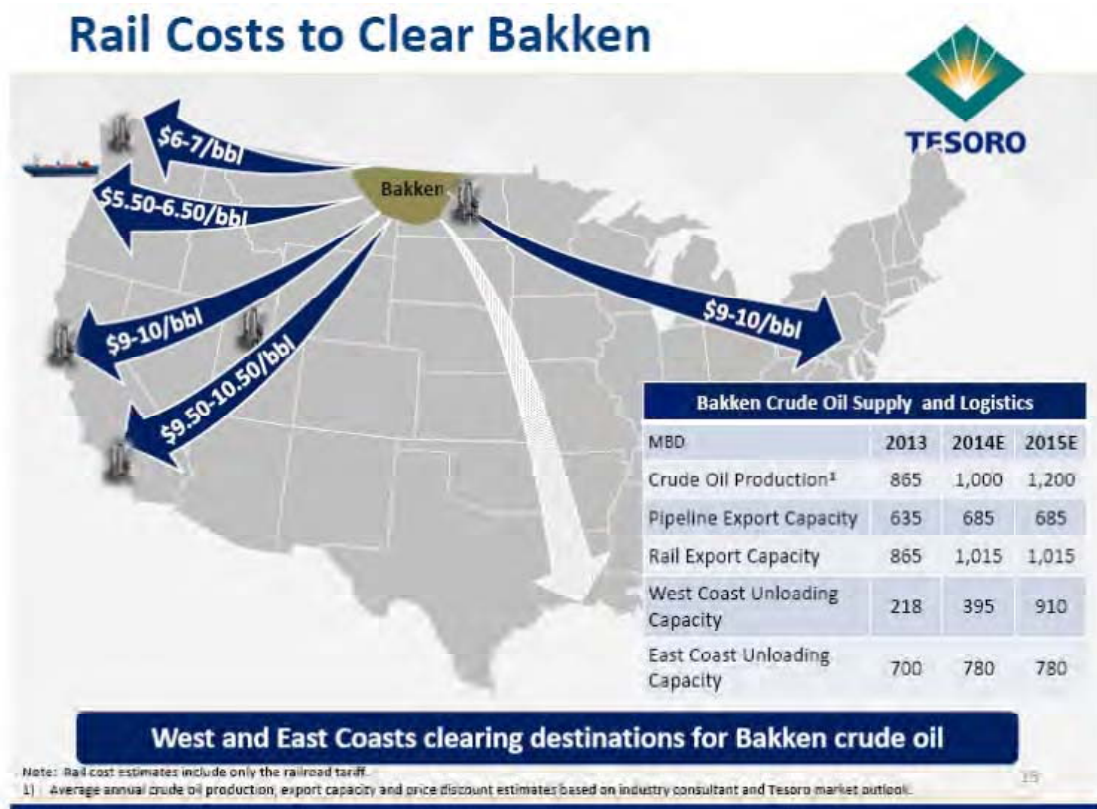 Rail Costs to Clear Bakken
TESORO
$6-7/bbl
Bakken
$5.50-6.50/bbl
$9-10/bbl
$9-10/bbl
$9.50-10.50/bbl
Bakken Crude Oil Supply and Logistics
MBD 2013 2014E 2015E
Crude Oil Production¹ 865 1,000 1,200
Pipeline Export Capacity 635 685 685
Rail Export Capacity 865 1,015 1,015
West Coast Unloading
Capacity 218 395 910
East Coast Unloading
Capacity 700 780 780
West and East Coasts clearing destinations for Bakken crude oil
Note: Rail cost estimates include only the railroad tariff.
1) Average annual crude oil production, export capacity and price discount estimates based on industry consultant and Tesoro market outlook.
15